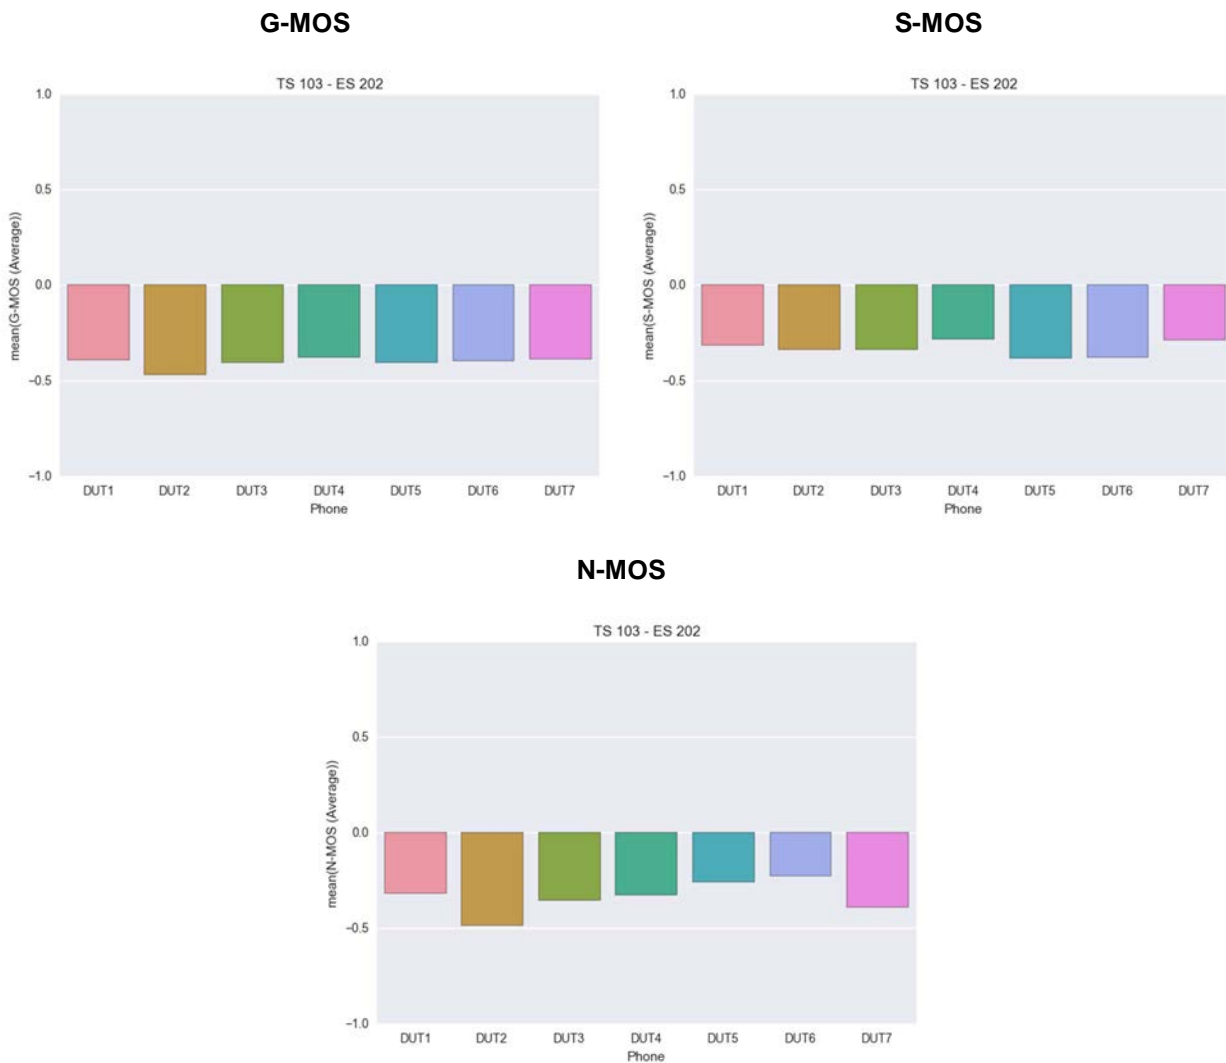 G-MOS
TS 103 - ES 202
1.0
0.5
0.0
−0.5
−1.0
mean(G-MOS (Average))
DUT1 DUT2 DUT3 DUT4 DUT5 DUT6 DUT7
Phone
S-MOS
TS 103 - ES 202
1.0
0.5
0.0
−0.5
−1.0
mean(S-MOS (Average))
DUT1 DUT2 DUT3 DUT4 DUT5 DUT6 DUT7
Phone
N-MOS
TS 103 - ES 202
1.0
0.5
0.0
−0.5
−1.0
mean(N-MOS (Average))
DUT1 DUT2 DUT3 DUT4 DUT5 DUT6 DUT7
Phone